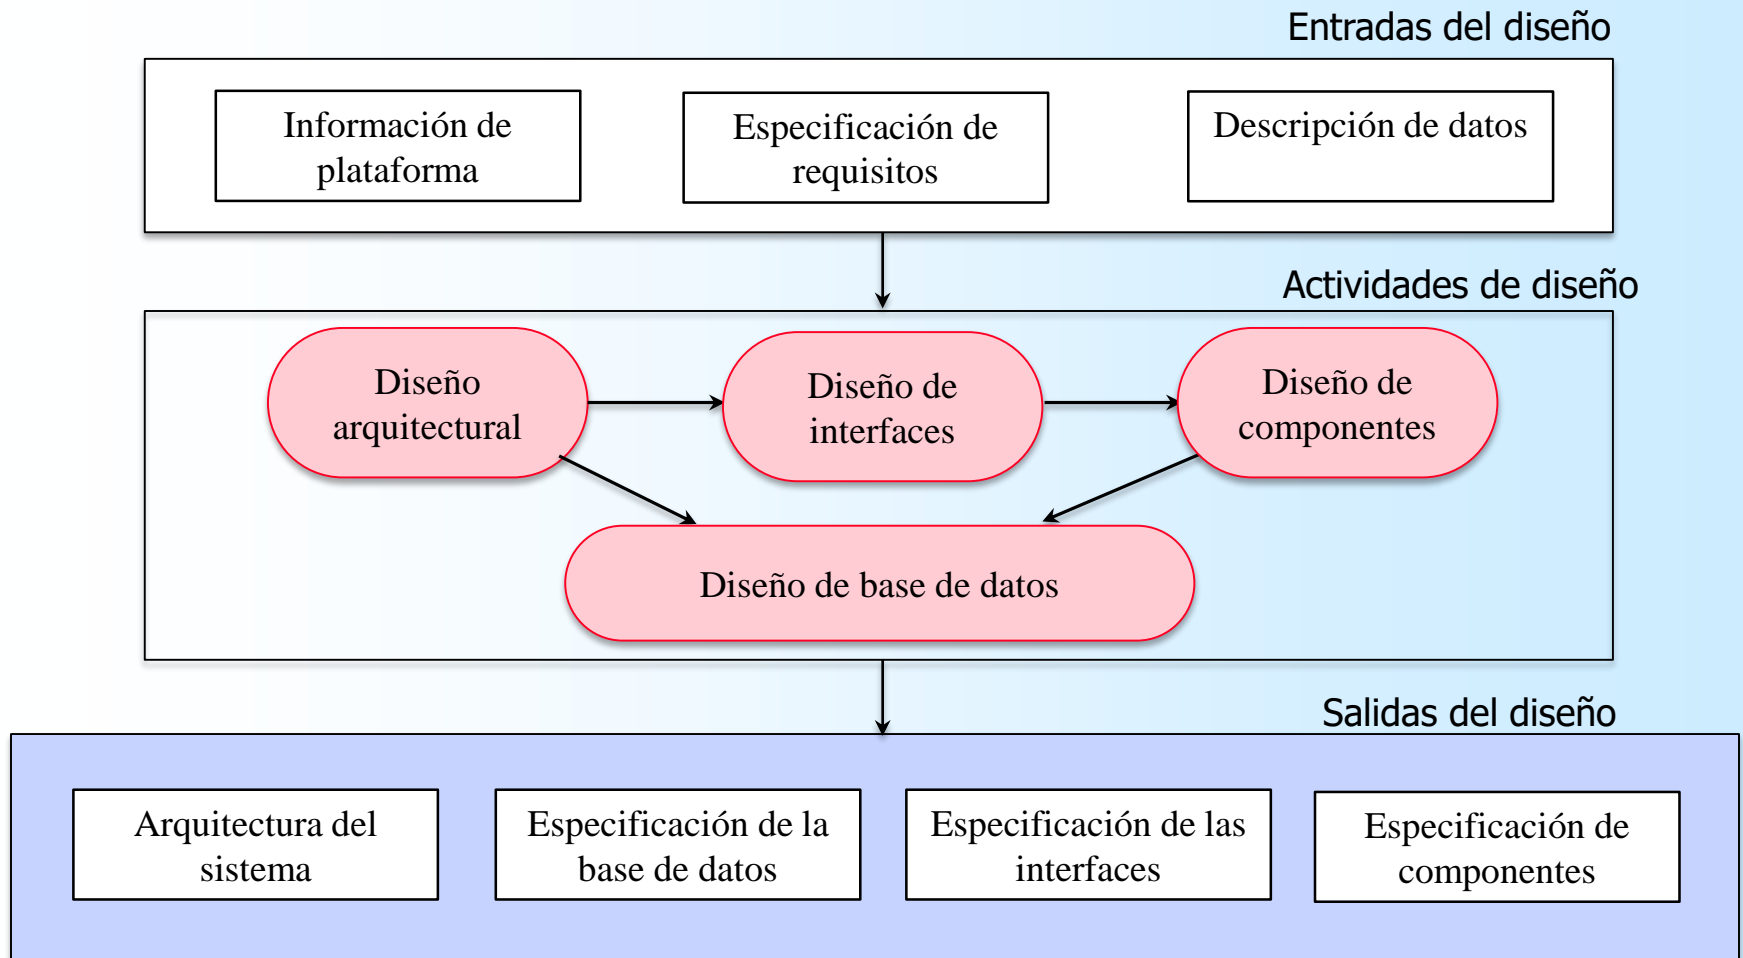 Entradas del diseño
Información de
plataforma
Especificación de
requisitos
Descripción de datos
Actividades de diseño
Diseño
arquitectural
Diseño de
interfaces
Diseño de
componentes
Diseño de base de datos
Salidas del diseño
Arquitectura del
sistema
Especificación de la
base de datos
Especificación de las
interfaces
Especificación de
componentes